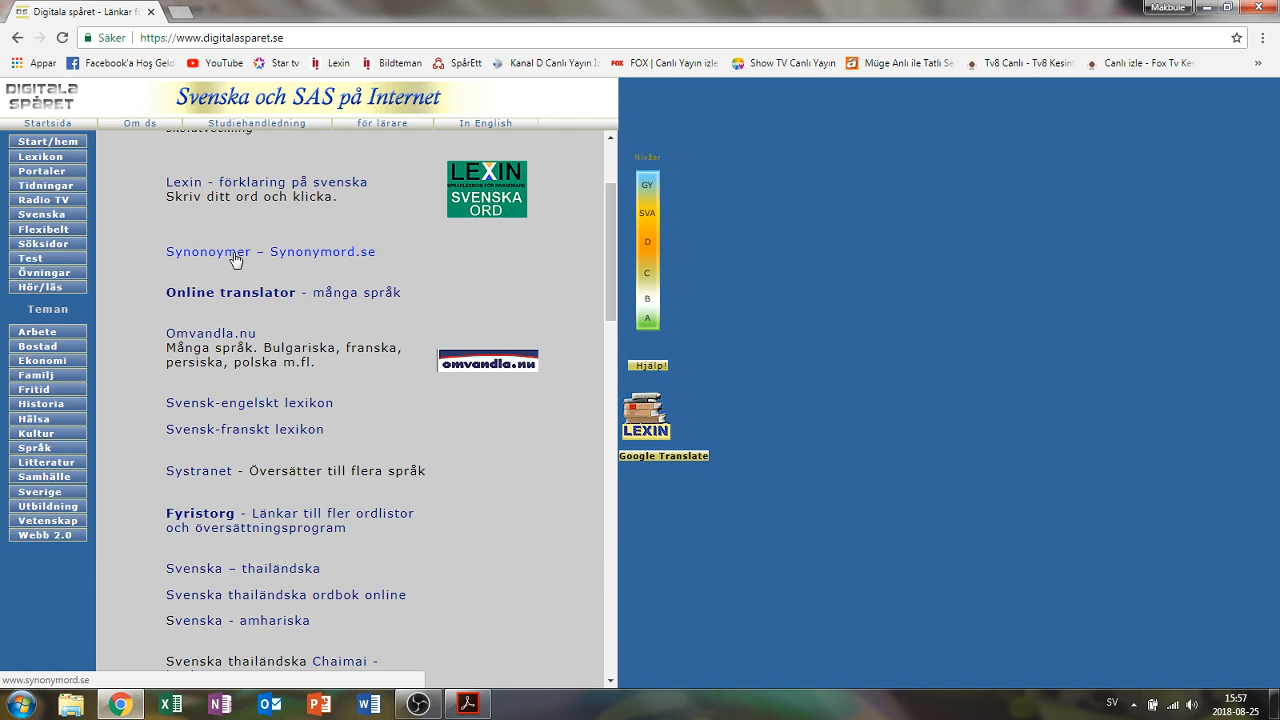 Digitala spåret - Länkar fö
Makbule
Säker
https://www.digitalasparet.se
Appar
Facebook'a Hoş Geld
YouTube
Star tv
Lexin
Bildteman
SpårEtt
Kanal D Canlı Yayın İz
FOX | Canlı Yayın
Show TV Canlı Yayın
Müge Anlı ile Tatlı Se
Tv8 Canlı - Tv8 Kesint
Canlı izle - Fox Tv Kes
»
DIGITALA
SPÅRET
Svenska och SAS på Internet
Startsida
Om ds
Studiehandledning
för lärare
In English
Start/hem
Lexikon
Portaler
Tidningar
Radio TV
Svenska
Flexibelt
Söksidor
Test
Övningar
Hör/läs
Teman
Arbete
Bostad
Ekonomi
Familj
Fritid
Historia
Hälsa
Kultur
Språk
Litteratur
Samhälle
Sverige
Utbildning
Vetenskap
Webb 2.0
Lexin - förklaring på svenska
Skriv ditt ord och klicka.
LEXIN
SPRÅKLEXIKON FÖR INVANDRARE
SVENSKA
ORD
Synonoymer – Synonymord.se
Online translator - många språk
Omvandla.nu
Många språk. Bulgariska, franska,
persiska, polska m.fl.
omvandla.nu
Svensk-engelskt lexikon
Svensk-franskt lexikon
Systranet - Översätter till flera språk
Fyristorg - Länkar till fler ordlistor
och översättningsprogram
Svenska – thailändska
Svenska thailändska ordbok online
Svenska - amhariska
Svenska thailändska Chaimai -
Nivåer
GY
SVA
D
C
B
A
Hjälp!
LEXIN
Google Translate
www.synonymord.se
SV
15:57
2018-08-25